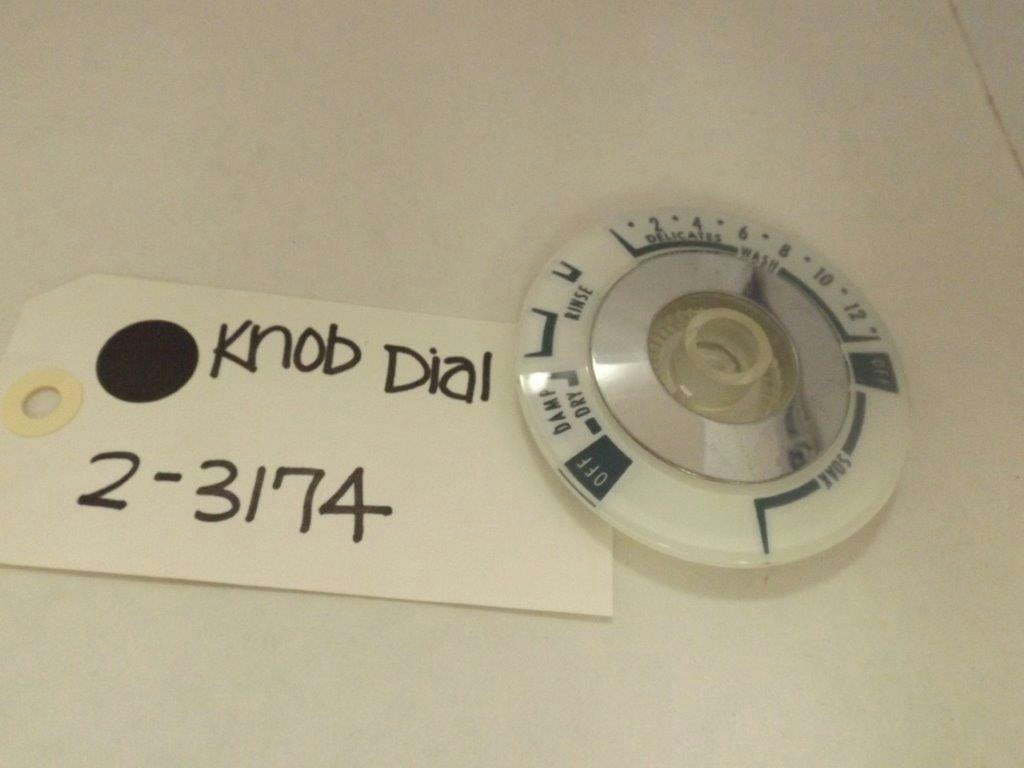 Knob Dial
2-3174
2 4 6 8 10 12
DELICATES
WASH
OFF
SOAK
RINSE
DAMP
DRY
OFF